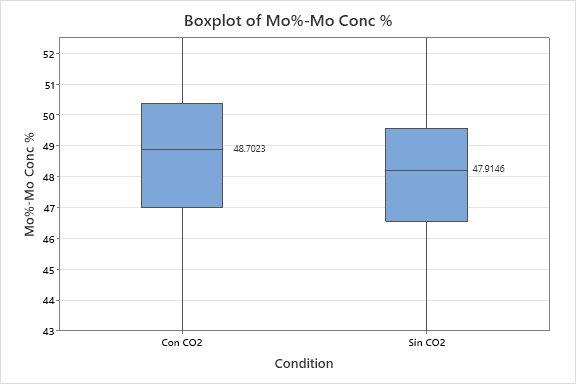 Boxplot of Mo%-Mo Conc %
Mo%-Mo Conc %
52
51
50
49
48
47
46
45
44
43
48.7023
47.9146
Con CO2
Sin CO2
Condition